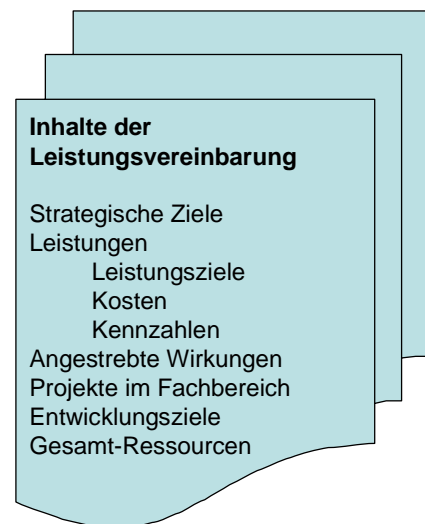 Inhalte der
Leistungsvereinbarung
Strategische Ziele
Leistungen
Leistungsziele
Kosten
Kennzahlen
Angestrebte Wirkungen
Projekte im Fachbereich
Entwicklungsziele
Gesamt-Ressourcen